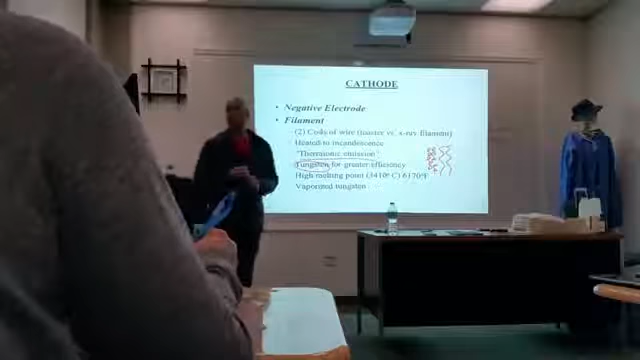 CATHODE
• Negative Electrode
• Filament
(2) Coils of wire (toaster vs. x-ray filament)
Heated to incandescence
"Thermionic emission"
Tungsten for greater efficiency
High melting point (3410° C) 6170°F
Vaporized tungsten